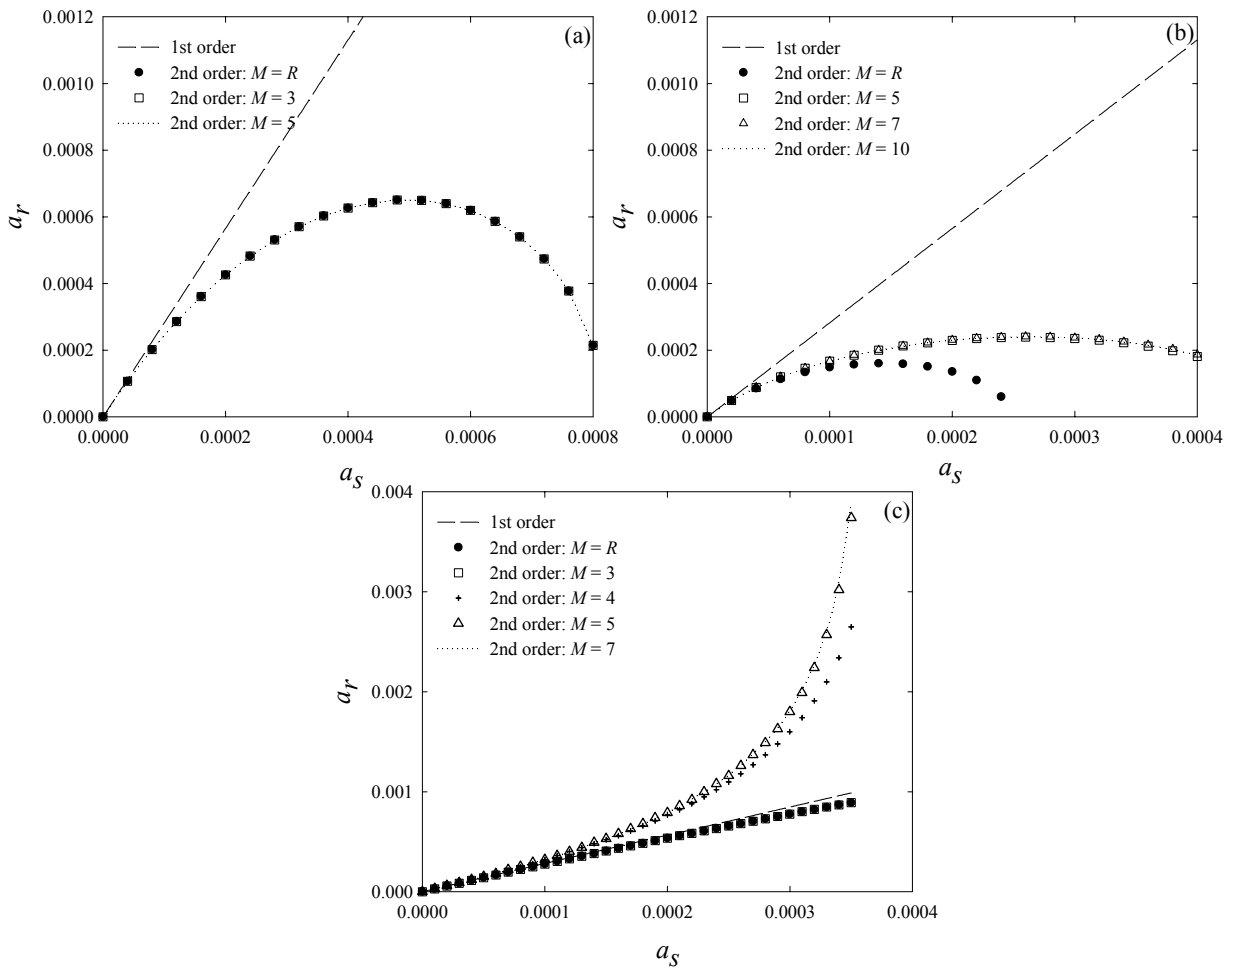 0.0012
0.0010
0.0008
0.0006
0.0004
0.0002
0.0000
a_r
(a)
1st order
2nd order: M = R
2nd order: M = 3
2nd order: M = 5
0.0000 0.0002 0.0004 0.0006 0.0008
a_s
0.0012
0.0010
0.0008
0.0006
0.0004
0.0002
0.0000
a_r
(b)
1st order
2nd order: M = R
2nd order: M = 5
2nd order: M = 7
2nd order: M = 10
0.0000 0.0001 0.0002 0.0003 0.0004
a_s
0.004
0.003
0.002
0.001
0.000
a_r
(c)
1st order
2nd order: M = R
2nd order: M = 3
2nd order: M = 4
2nd order: M = 5
2nd order: M = 7
0.0000 0.0001 0.0002 0.0003 0.0004
a_s